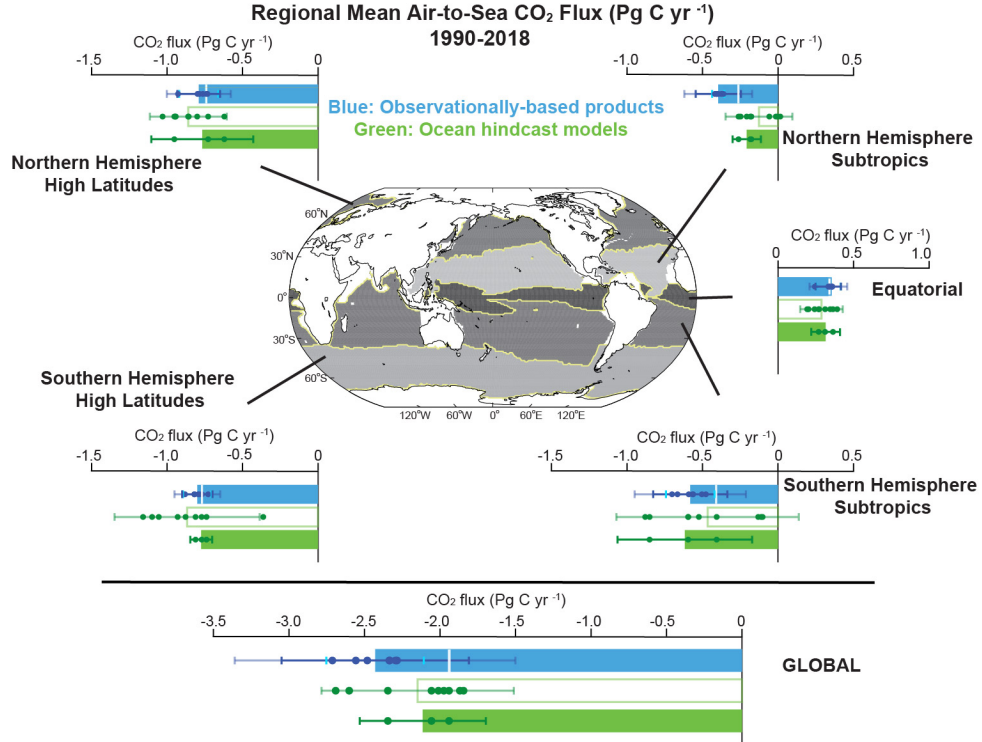 Regional Mean Air-to-Sea CO₂ Flux (Pg C yr ⁻¹)
1990-2018
CO₂ flux (Pg C yr ⁻¹)
-1.5 -1.0 -0.5 0
CO₂ flux (Pg C yr ⁻¹)
-1.0 -0.5 0 0.5
Blue: Observationally-based products
Green: Ocean hindcast models
Northern Hemisphere
High Latitudes
Northern Hemisphere
Subtropics
60°N
30°N
0°
30°S
60°S
120°W 60°W 0° 60°E 120°E
CO₂ flux (Pg C yr ⁻¹)
0 0.5 1.0
Equatorial
Southern Hemisphere
High Latitudes
CO₂ flux (Pg C yr ⁻¹)
-1.5 -1.0 -0.5 0
CO₂ flux (Pg C yr ⁻¹)
-1.5 -1.0 -0.5 0 0.5
Southern Hemisphere
Subtropics
CO₂ flux (Pg C yr ⁻¹)
-3.5 -3.0 -2.5 -2.0 -1.5 -1.0 -0.5 0
GLOBAL